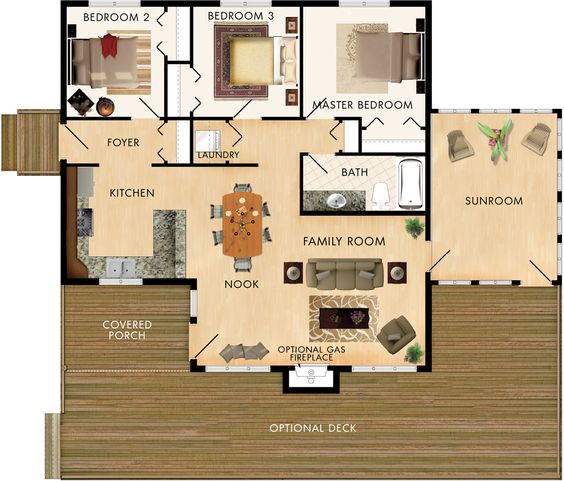 BEDROOM 2
BEDROOM 3
MASTER BEDROOM
FOYER
LAUNDRY
KITCHEN
BATH
SUNROOM
FAMILY ROOM
NOOK
COVERED
PORCH
OPTIONAL GAS
FIREPLACE
OPTIONAL DECK